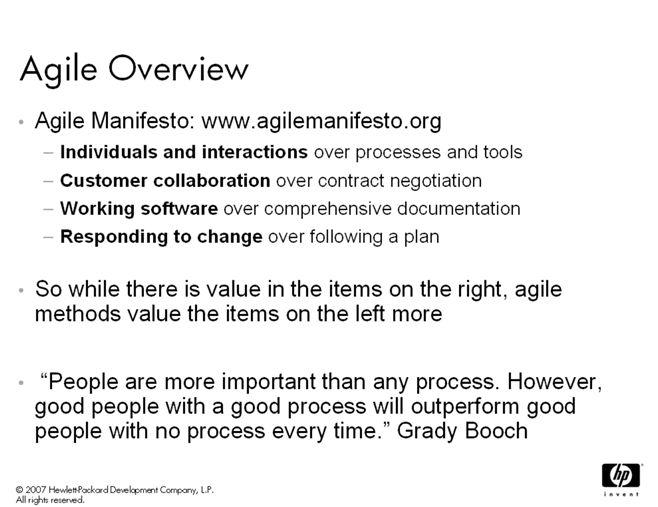 Agile Overview
• Agile Manifesto: www.agilemanifesto.org
– Individuals and interactions over processes and tools
– Customer collaboration over contract negotiation
– Working software over comprehensive documentation
– Responding to change over following a plan
• So while there is value in the items on the right, agile
methods value the items on the left more
• “People are more important than any process. However,
good people with a good process will outperform good
people with no process every time.” Grady Booch
© 2007 Hewlett-Packard Development Company, L.P.
All rights reserved.
hp
invent